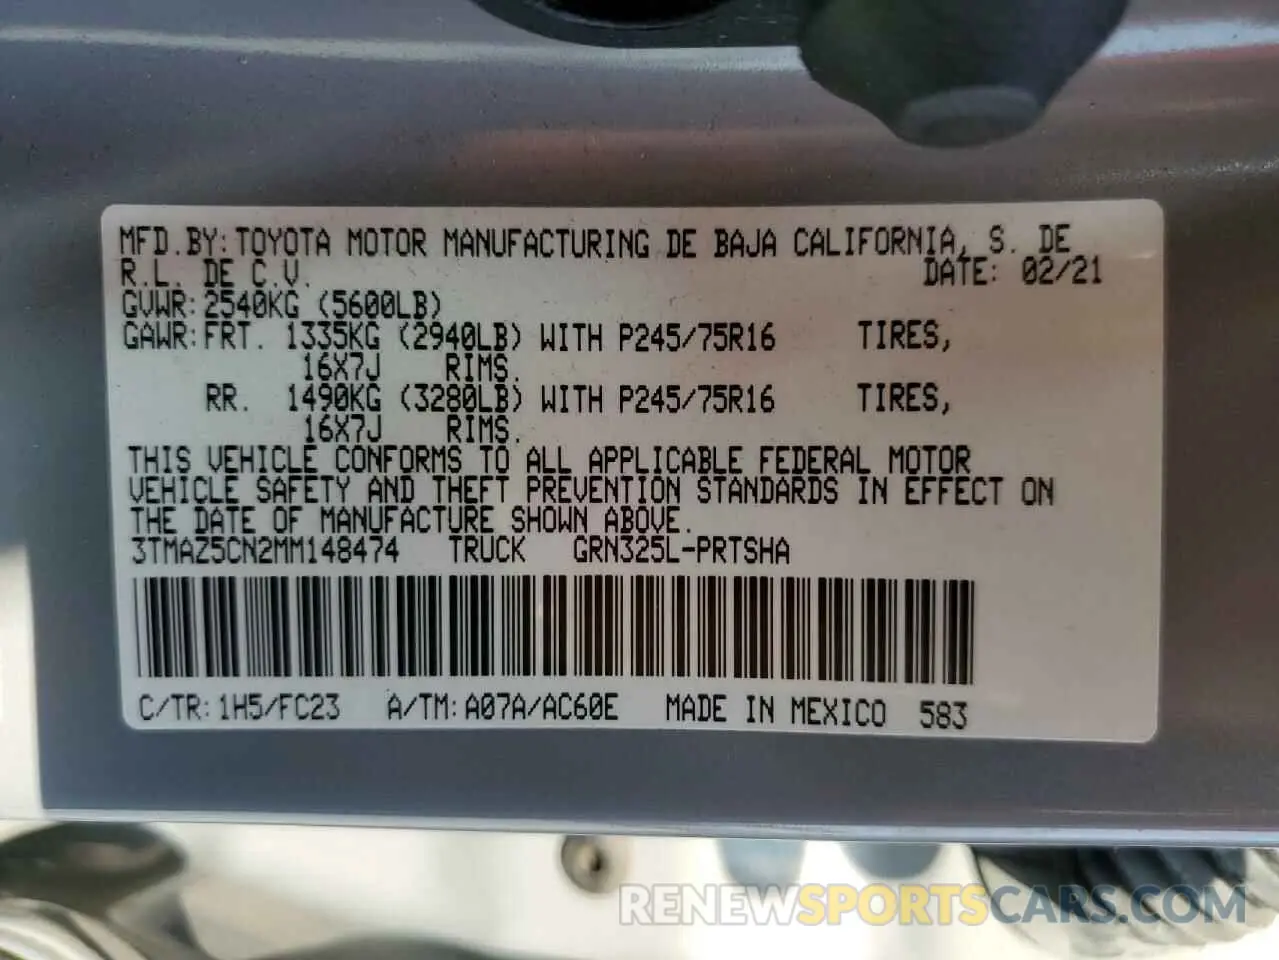 MFD.BY:TOYOTA MOTOR MANUFACTURING DE BAJA CALIFORNIA, S. DE
R.L. DE C.V. DATE: 02/21
GVWR:2540KG (5600LB)
GAWR:FRT. 1335KG (2940LB) WITH P245/75R16 TIRES,
16X7J RIMS.
RR. 1490KG (3280LB) WITH P245/75R16 TIRES,
16X7J RIMS.
THIS VEHICLE CONFORMS TO ALL APPLICABLE FEDERAL MOTOR
VEHICLE SAFETY AND THEFT PREVENTION STANDARDS IN EFFECT ON
THE DATE OF MANUFACTURE SHOWN ABOVE.
3TMAZ5CN2MM148474 TRUCK GRN325L-PRTSHA
C/TR:1H5/FC23 A/TM:A07A/AC60E MADE IN MEXICO 583
RENEWSPORTSCARS.COM